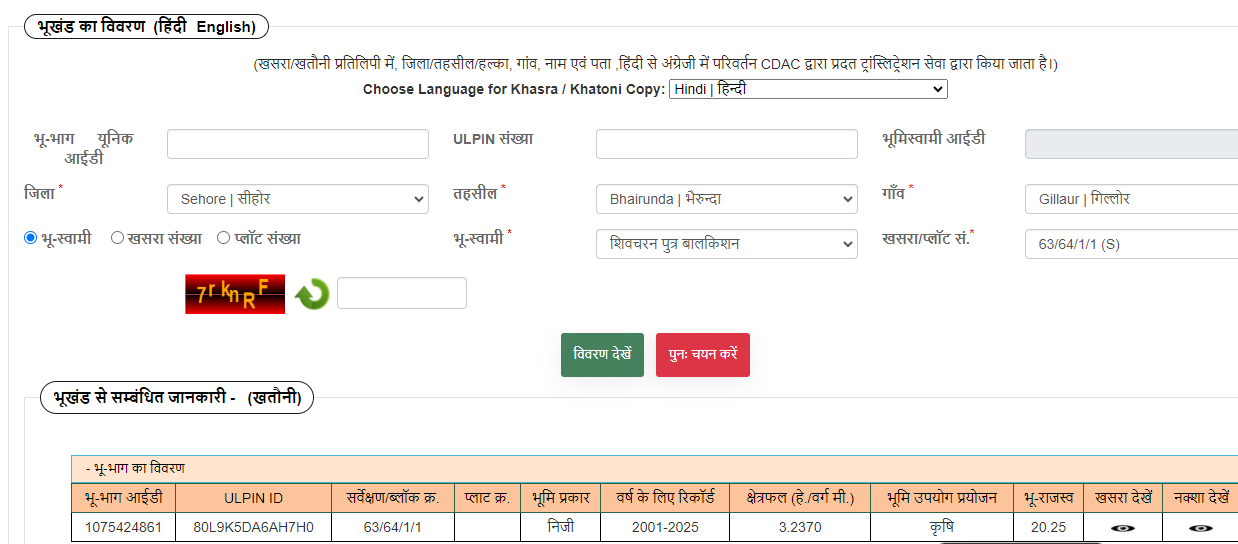 भूखंड का विवरण (हिंदी English)
(खसरा/खतौनी प्रतिलिपी में, जिला/तहसील/हल्का, गांव, नाम एवं पता ,हिंदी से अंग्रेजी में परिवर्तन CDAC द्वारा प्रदत ट्रांस्लिट्रेशन सेवा द्वारा किया जाता है।)
Choose Language for Khasra / Khatoni Copy: Hindi | हिन्दी
भू-भाग यूनिक आईडी ULPIN संख्या भूमिस्वामी आईडी
जिला * Sehore | सीहोर तहसील * Bhairunda | भैरुन्दा गाँव * Gillaur | गिल्लोर
भू-स्वामी खसरा संख्या प्लॉट संख्या भू-स्वामी * शिवचरन पुत्र बालकिशन खसरा/प्लॉट सं.* 63/64/1/1 (S)
7rknRF
विवरण देखें पुनः चयन करें
भूखंड से सम्बंधित जानकारी - (खतौनी)
- भू-भाग का विवरण
भू-भाग आईडी ULPIN ID सर्वेक्षण/ब्लॉक क्र. प्लाट क्र. भूमि प्रकार वर्ष के लिए रिकॉर्ड क्षेत्रफल (हे./वर्ग मी.) भूमि उपयोग प्रयोजन भू-राजस्व खसरा देखें नक्शा देखें
1075424861 80L9K5DA6AH7H0 63/64/1/1 निजी 2001-2025 3.2370 कृषि 20.25